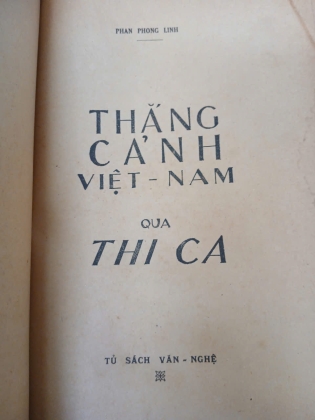 PHAN PHONG LINH
THẮNG
CẢNH
VIỆT - NAM
QUA
THI CA
TỦ SÁCH VĂN - NGHỆ